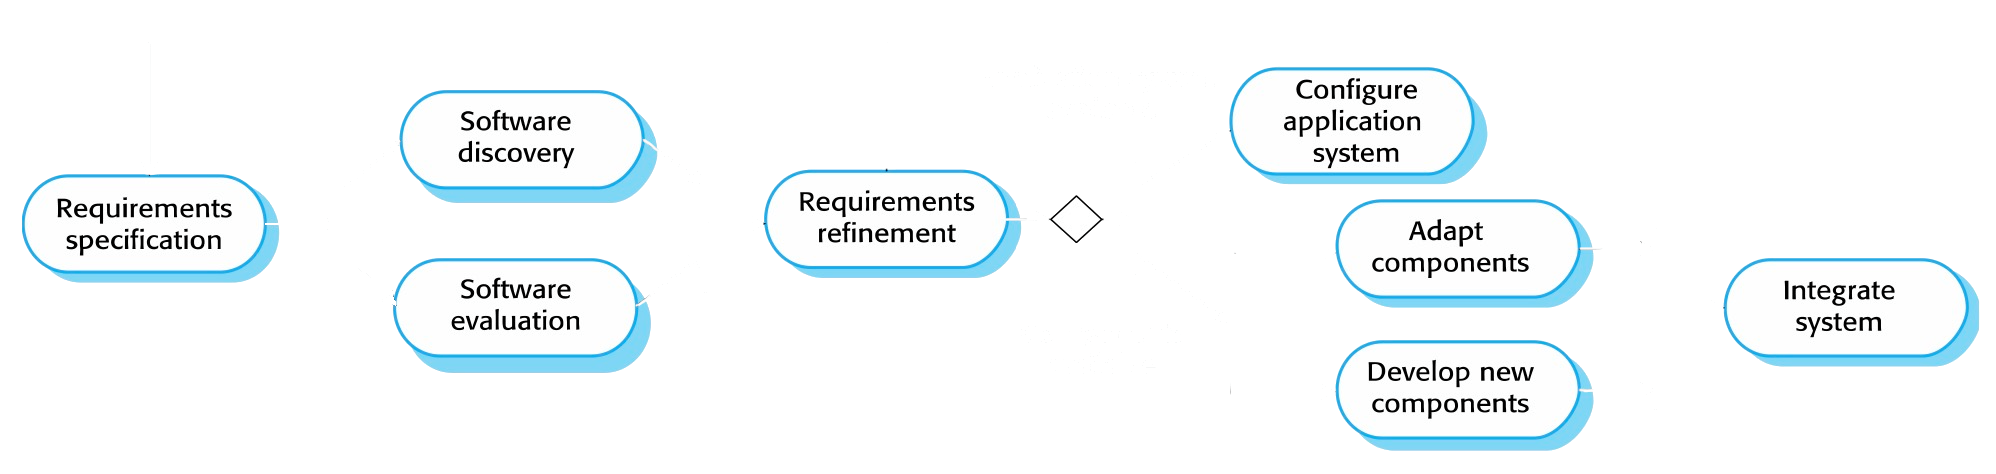 Requirements
specification
Software
discovery
Software
evaluation
Requirements
refinement
Configure
application
system
Adapt
components
Develop new
components
Integrate
system